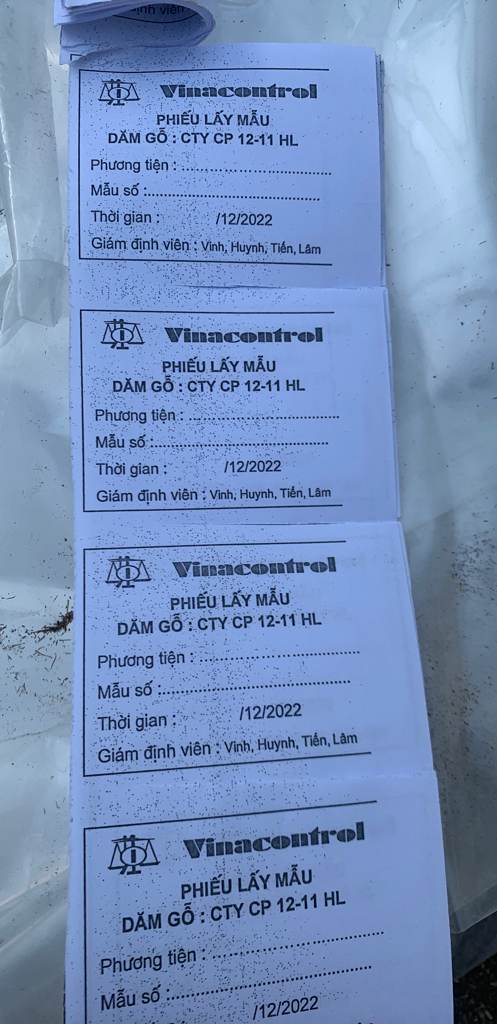 ịnh viên
Vinacontrol
PHIẾU LẤY MẪU
DĂM GỖ : CTY CP 12-11 HL
Phương tiện : ..................................
Mẫu số :.......................................
Thời gian : /12/2022
Giám định viên : Vinh, Huynh, Tiến, Lâm
Vinacontrol
PHIẾU LẤY MẪU
DĂM GỖ : CTY CP 12-11 HL
Phương tiện : ..................................
Mẫu số :.......................................
Thời gian : /12/2022
Giám định viên : Vinh, Huynh, Tiến, Lâm
Vinacontrol
PHIẾU LẤY MẪU
DĂM GỖ : CTY CP 12-11 HL
Phương tiện : ..................................
Mẫu số :.......................................
Thời gian : /12/2022
Giám định viên : Vinh, Huynh, Tiến, Lâm
Vinacontrol
PHIẾU LẤY MẪU
DĂM GỖ : CTY CP 12-11 HL
Phương tiện : ..................................
Mẫu số :.......................................
/12/2022